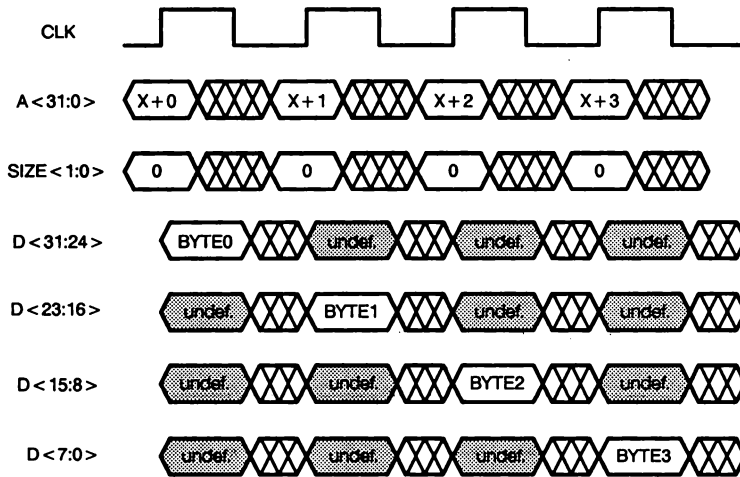 CLK
A<31:0> X+0 X+1 X+2 X+3
SIZE<1:0> 0 0 0 0
D<31:24> BYTE0 undef. undef. undef.
D<23:16> undef. BYTE1 undef. undef.
D<15:8> undef. undef. BYTE2 undef.
D<7:0> undef. undef. undef. BYTE3